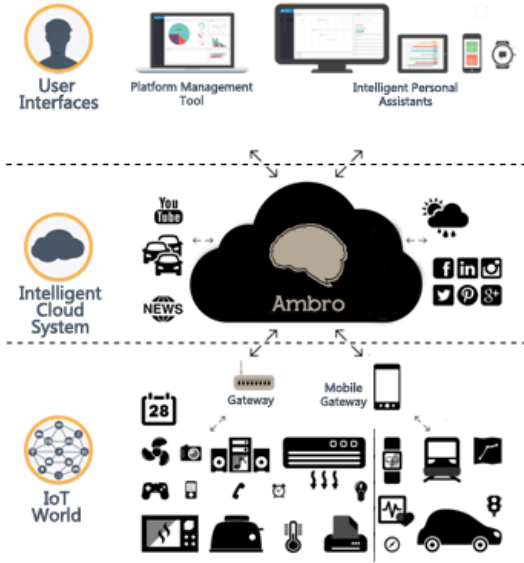 User
Interfaces
Platform Management
Tool
Intelligent Personal
Assistants
You
Tube
Intelligent
Cloud
System
NEWS
Ambro
f in
P g+
Gateway
Mobile
Gateway
28
IoT
World